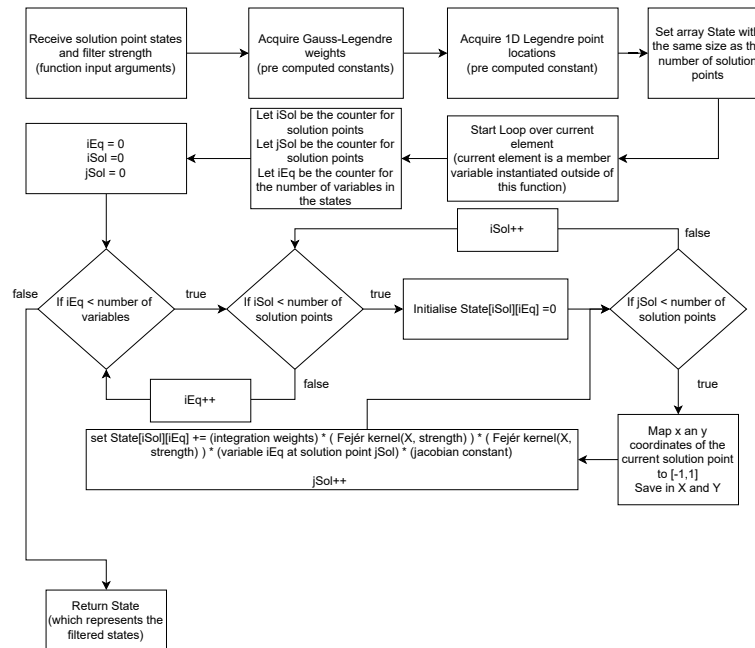 Receive solution point states
and filter strength
(function input arguments)
Acquire Gauss-Legendre
weights
(pre computed constants)
Acquire 1D Legendre point
locations
(pre computed constant)
Set array State with
the same size as the
number of solution
points
iEq = 0
iSol =0
jSol = 0
Let iSol be the counter for
solution points
Let jSol be the counter for
solution points
Let iEq be the counter for
the number of variables in
the states
Start Loop over current
element
(current element is a member
variable instantiated outside of
this function)
iSol++
false
false
If iEq < number of
variables
true
If iSol < number of
solution points
true
Initialise State[iSol][iEq] =0
If jSol < number of
solution points
false
true
iEq++
set State[iSol][iEq] += (integration weights) * ( Fejér kernel(X, strength) ) * ( Fejér kernel(X,
strength) ) * (variable iEq at solution point jSol) * (jacobian constant)
jSol++
Map x an y
coordinates of the
current solution point
to [-1,1]
Save in X and Y
Return State
(which represents the
filtered states)